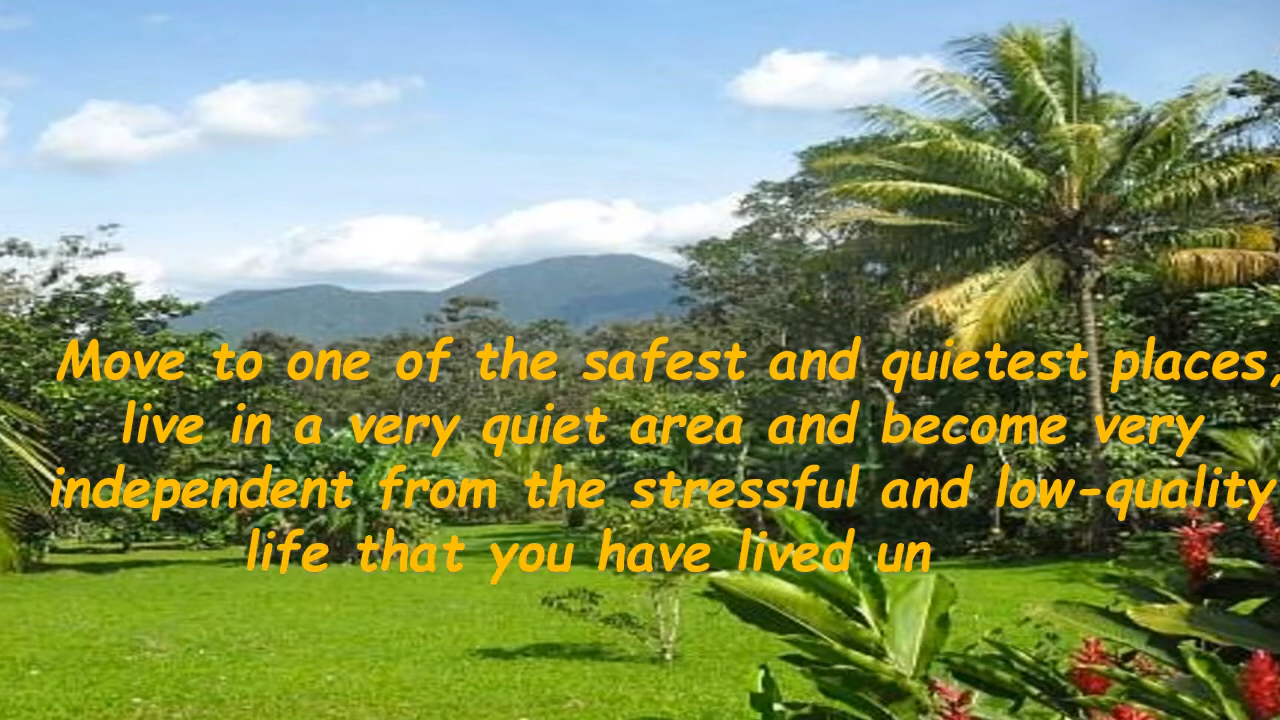 Move to one of the safest and quietest places,
live in a very quiet area and become very
independent from the stressful and low-quality
life that you have lived un